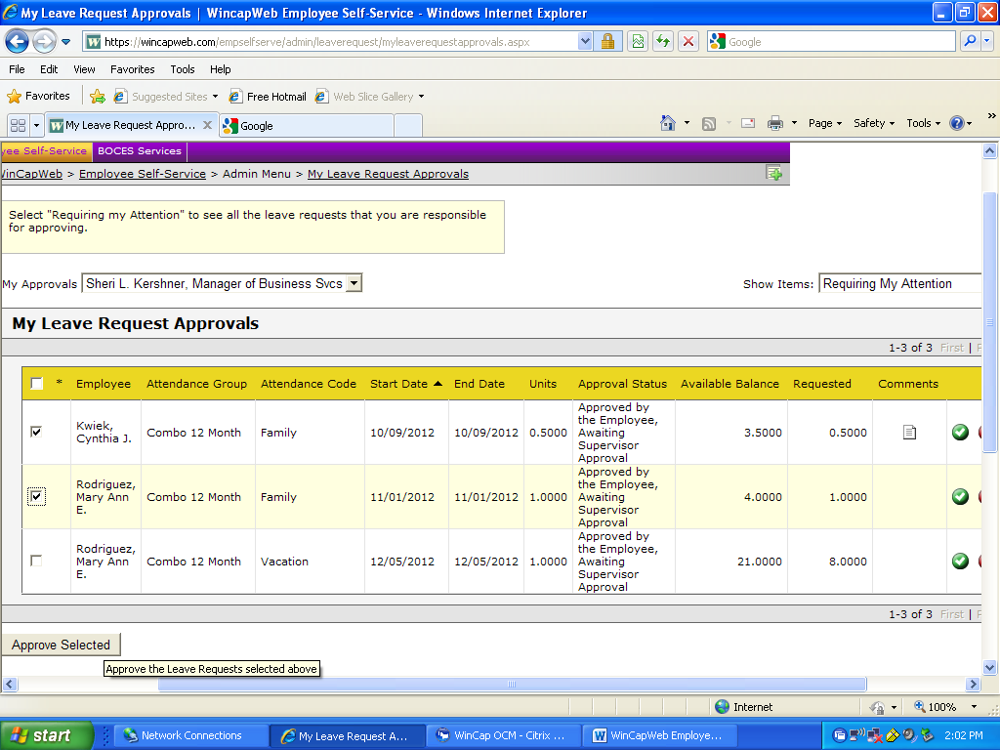 My Leave Request Approvals | WincapWeb Employee Self-Service - Windows Internet Explorer
https://wincapweb.com/empselfserve/admin/leaverequest/myleaverequestapprovals.aspx
Google
File Edit View Favorites Tools Help
Favorites Suggested Sites Free Hotmail Web Slice Gallery
My Leave Request Appro... Google Page Safety Tools »
yee Self-Service BOCES Services
WinCapWeb > Employee Self-Service > Admin Menu > My Leave Request Approvals
Select "Requiring my Attention" to see all the leave requests that you are responsible
for approving.
My Approvals Sheri L. Kershner, Manager of Business Svcs Show Items: Requiring My Attention
My Leave Request Approvals
1-3 of 3 First |
* Employee Attendance Group Attendance Code Start Date End Date Units Approval Status Available Balance Requested Comments
Kwiek,
Cynthia J. Combo 12 Month Family 10/09/2012 10/09/2012 0.5000 Approved by
the Employee,
Awaiting
Supervisor
Approval 3.5000 0.5000
Rodriguez,
Mary Ann
E. Combo 12 Month Family 11/01/2012 11/01/2012 1.0000 Approved by
the Employee,
Awaiting
Supervisor
Approval 4.0000 1.0000
Rodriguez,
Mary Ann
E. Combo 12 Month Vacation 12/05/2012 12/05/2012 1.0000 Approved by
the Employee,
Awaiting
Supervisor
Approval 21.0000 8.0000
1-3 of 3 First |
Approve Selected
Approve the Leave Requests selected above
Internet 100%
start Network Connections My Leave Request A... WinCap OCM - Citrix ... WinCapWeb Employe... 2:02 PM